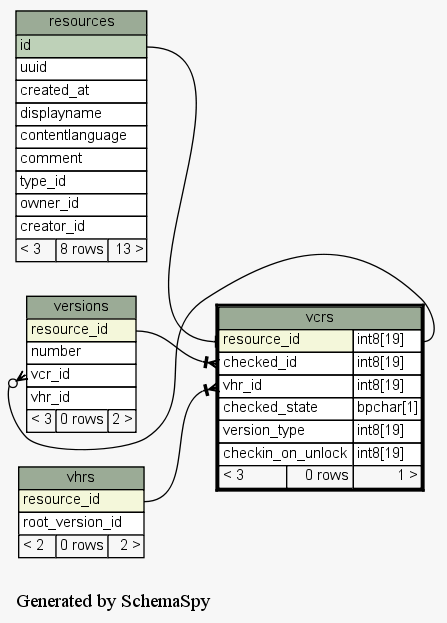 resources
id
uuid
created_at
displayname
contentlanguage
comment
type_id
owner_id
creator_id
< 3 8 rows 13 >
versions
resource_id
number
vcr_id
vhr_id
< 3 0 rows 2 >
vcrs
resource_id int8[19]
checked_id int8[19]
vhr_id int8[19]
checked_state bpchar[1]
version_type int8[19]
checkin_on_unlock int8[19]
< 3 0 rows 1 >
vhrs
resource_id
root_version_id
< 2 0 rows 2 >
Generated by SchemaSpy